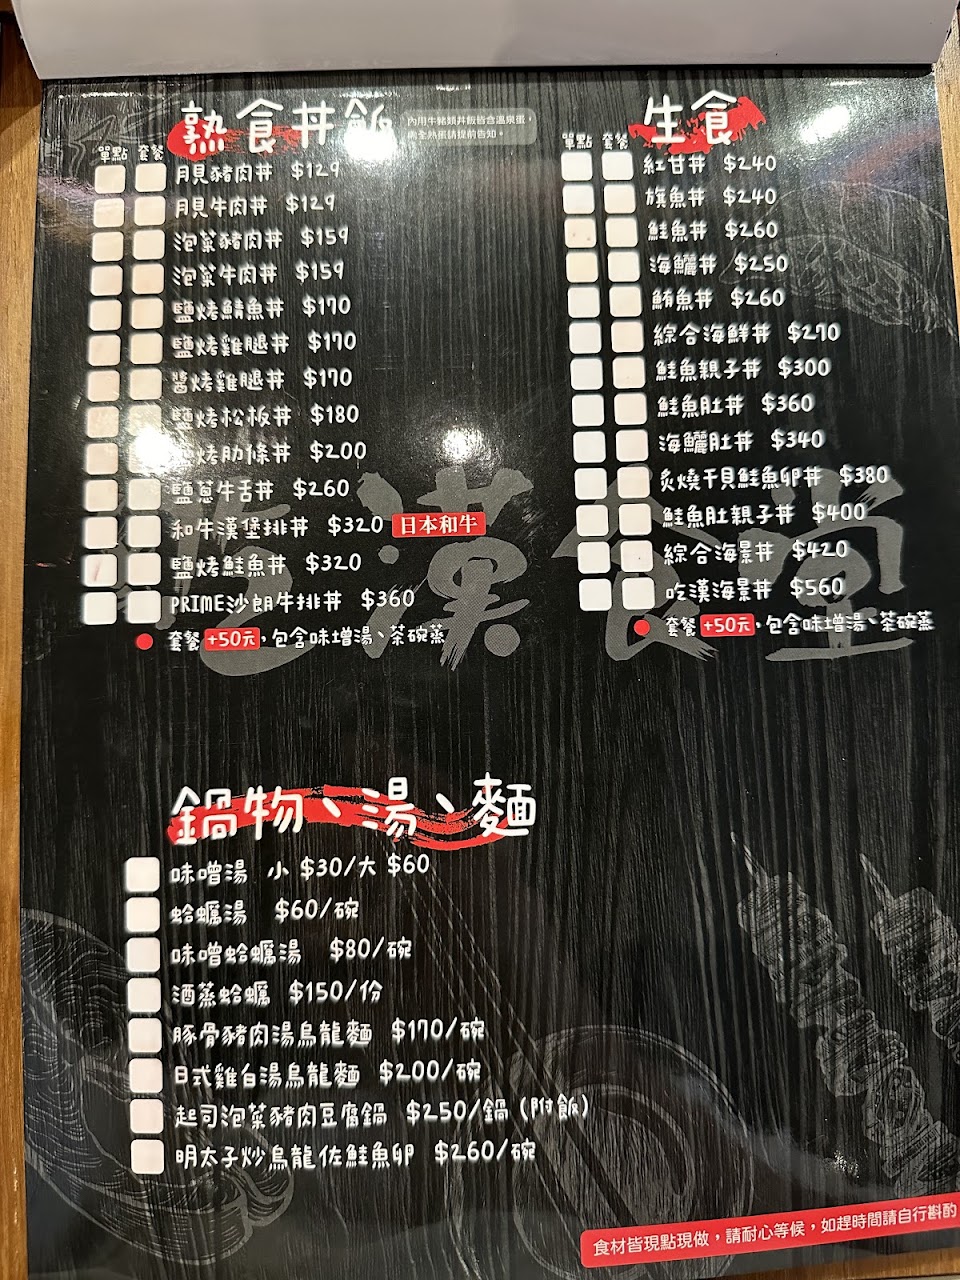 熟食丼飯
內用牛豬類丼飯皆含溫泉蛋,
需全熟蛋請提前告知。
單點 套餐
月見豬肉丼 $129
月見牛肉丼 $129
泡菜豬肉丼 $159
泡菜牛肉丼 $159
鹽烤鯖魚丼 $170
鹽烤雞腿丼 $170
醬烤雞腿丼 $170
鹽烤松板丼 $180
烤肋條丼 $200
鹽蔥牛舌丼 $260
和牛漢堡排丼 $320 日本和牛
鹽烤鮭魚丼 $320
PRIME沙朗牛排丼 $360
套餐 +50元,包含味增湯、茶碗蒸
生食
單點 套餐
紅甘丼 $240
旗魚丼 $240
鮭魚丼 $260
海鱺丼 $250
鮪魚丼 $260
綜合海鮮丼 $270
鮭魚親子丼 $300
鮭魚肚丼 $360
海鱺肚丼 $340
炙燒干貝鮭魚卵丼 $380
鮭魚肚親子丼 $400
綜合海景丼 $420
吃漢海景丼 $560
套餐 +50元,包含味增湯、茶碗蒸
吃漢食堂
鍋物、湯、麵
味噌湯 小 $30/大 $60
蛤蠣湯 $60/碗
味噌蛤蠣湯 $80/碗
酒蒸蛤蠣 $150/份
豚骨豬肉湯烏龍麵 $170/碗
日式雞白湯烏龍麵 $200/碗
起司泡菜豬肉豆腐鍋 $250/鍋(附飯)
明太子炒烏龍佐鮭魚卵 $260/碗
食材皆現點現做,請耐心等候,如趕時間請自行斟酌